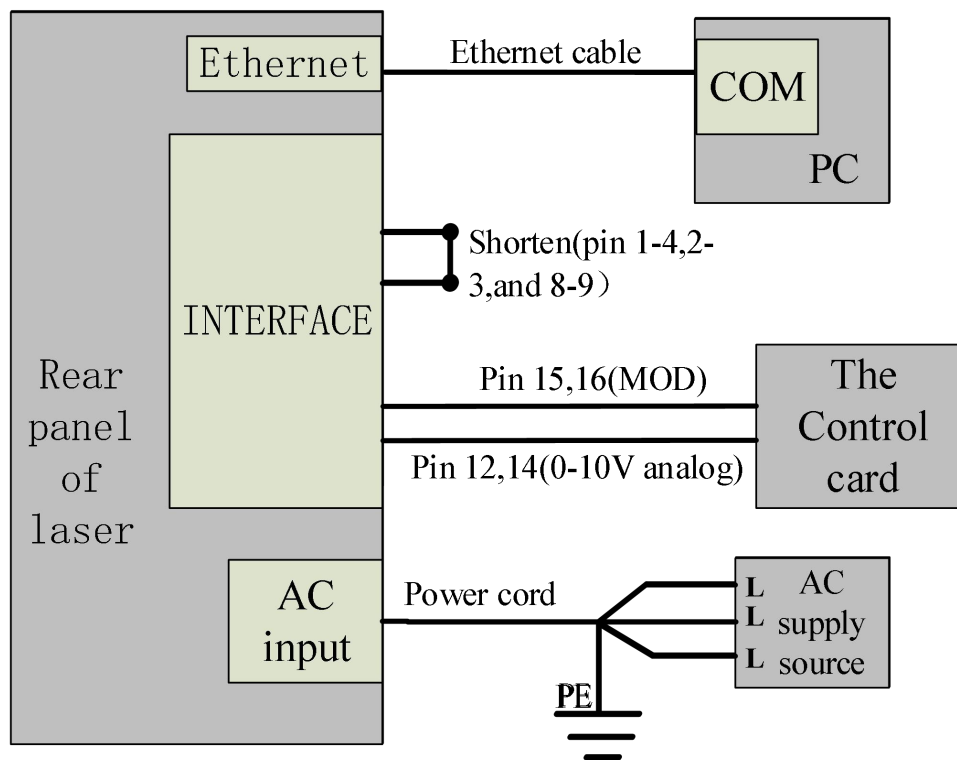 Ethernet
Ethernet cable
COM
PC
Shorten(pin 1-4,2-
3,and 8-9）
INTERFACE
Rear
panel
of
laser
Pin 15,16(MOD)
Pin 12,14(0-10V analog)
The
Control
card
AC
input
Power cord
L
L
L
AC
supply
source
PE